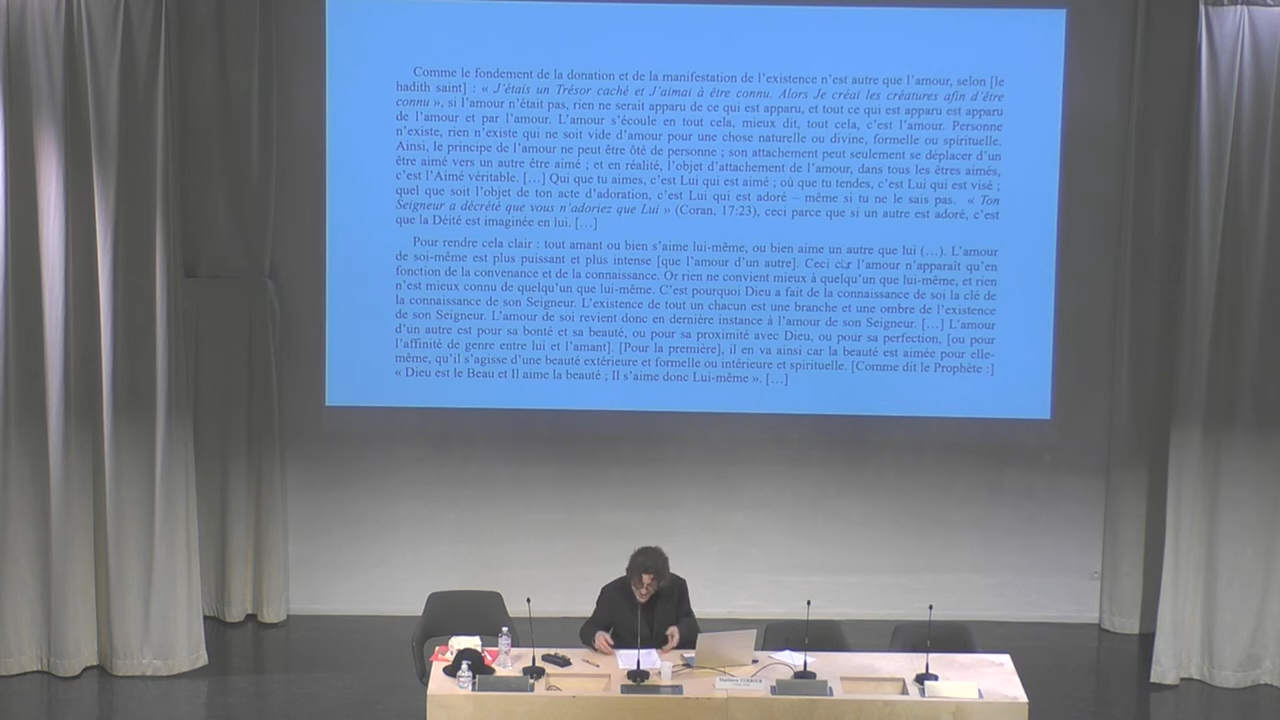 Comme le fondement de la donation et de la manifestation de l'existence n'est autre que l'amour, selon [le
hadith saint] : « J'étais un Trésor caché et J'aimai à être connu. Alors Je créai les créatures afin d'être
connu », si l'amour n'était pas, rien ne serait apparu de ce qui est apparu, et tout ce qui est apparu est apparu
de l'amour et par l'amour. L'amour s'écoule en tout cela, mieux dit, tout cela, c'est l'amour. Personne
n'existe, rien n'existe qui ne soit vide d'amour pour une chose naturelle ou divine, formelle ou spirituelle.
Ainsi, le principe de l'amour ne peut être ôté de personne ; son attachement peut seulement se déplacer d'un
être aimé vers un autre être aimé ; et en réalité, l'objet d'attachement de l'amour, dans tous les êtres aimés,
c'est l'Aimé véritable. […] Qui que tu aimes, c'est Lui qui est aimé ; où que tu tendes, c'est Lui qui est visé ;
quel que soit l'objet de ton acte d'adoration, c'est Lui qui est adoré – même si tu ne le sais pas. « Ton
Seigneur a décrété que vous n'adoriez que Lui » (Coran, 17:23), ceci parce que si un autre est adoré, c'est
que la Déité est imaginée en lui. […]
Pour rendre cela clair : tout amant ou bien s'aime lui-même, ou bien aime un autre que lui (…). L'amour
de soi-même est plus puissant et plus intense [que l'amour d'un autre]. Ceci car l'amour n'apparaît qu'en
fonction de la convenance et de la connaissance. Or rien ne convient mieux à quelqu'un que lui-même, et rien
n'est mieux connu de quelqu'un que lui-même. C'est pourquoi Dieu a fait de la connaissance de soi la clé de
la connaissance de son Seigneur. L'existence de tout un chacun est une branche et une ombre de l'existence
de son Seigneur. L'amour de soi revient donc en dernière instance à l'amour de son Seigneur. […] L'amour
d'un autre est pour sa bonté et sa beauté, ou pour sa proximité avec Dieu, ou pour sa perfection, [ou pour
l'affinité de genre entre lui et l'amant]. [Pour la première], il en va ainsi car la beauté est aimée pour elle-
même, qu'il s'agisse d'une beauté extérieure et formelle ou intérieure et spirituelle. [Comme dit le Prophète :]
« Dieu est le Beau et Il aime la beauté ; Il s'aime donc Lui-même ». […]
Mathieu TERRIER